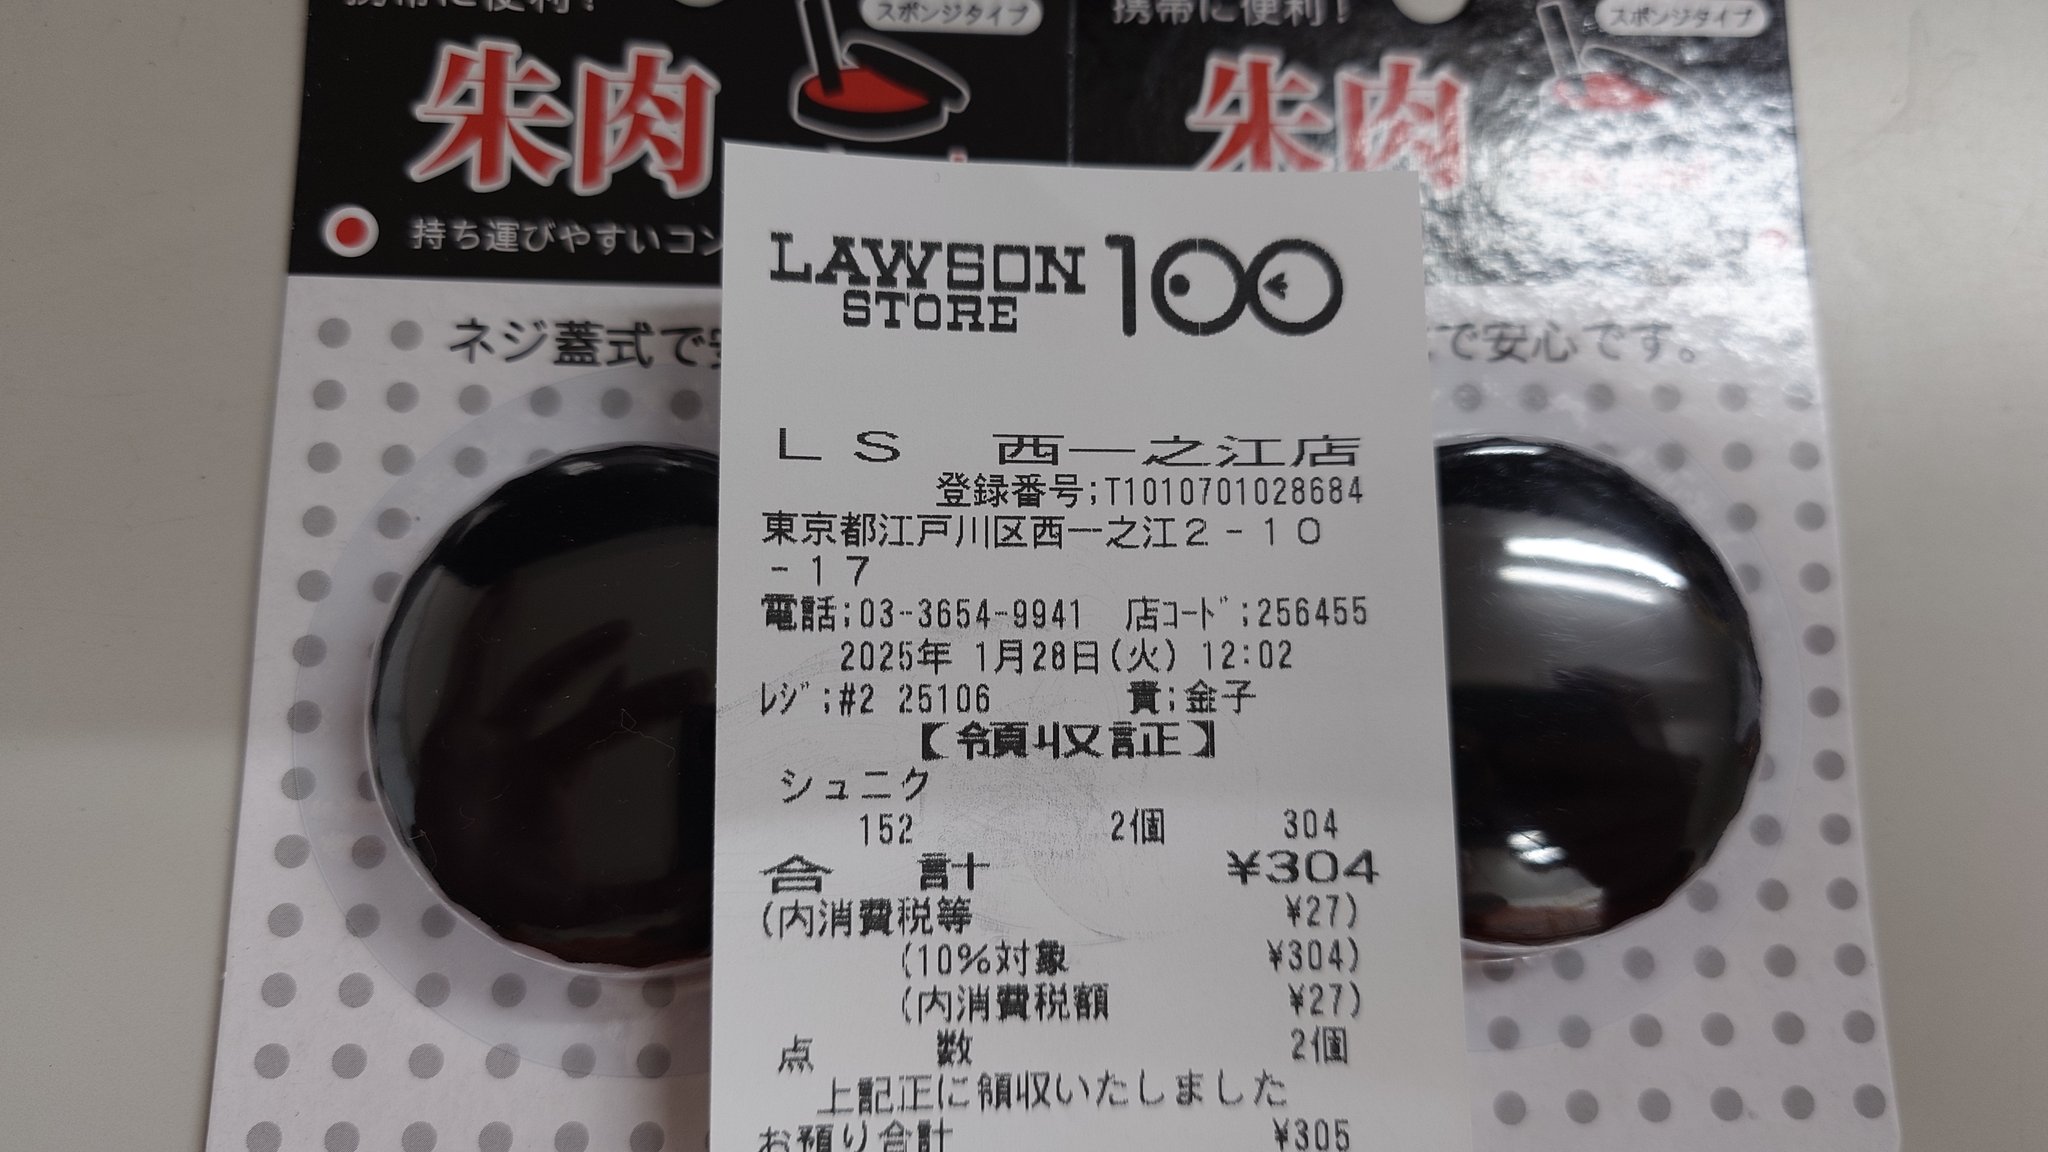 携帯に便利!
スポンジタイプ
朱肉
持ち運びやすいコン
ネジ蓋式で
携帯に便利!
スポンジタイプ
朱肉
で安心です。
LAWSON
STORE
100
LS 西一之江店
登録番号;T1010701028684
東京都江戸川区西一之江2-10
-17
電話;03-3654-9941 店コード;256455
2025年 1月28日(火) 12:02
レジ;#2 25106 責;金子
【領収証】
シュニク
152 2個 304
合 計 ¥304
(内消費税等 ¥27)
(10%対象 ¥304)
(内消費税額 ¥27)
点 数 2個
上記正に領収いたしました
お預り合計 ¥305